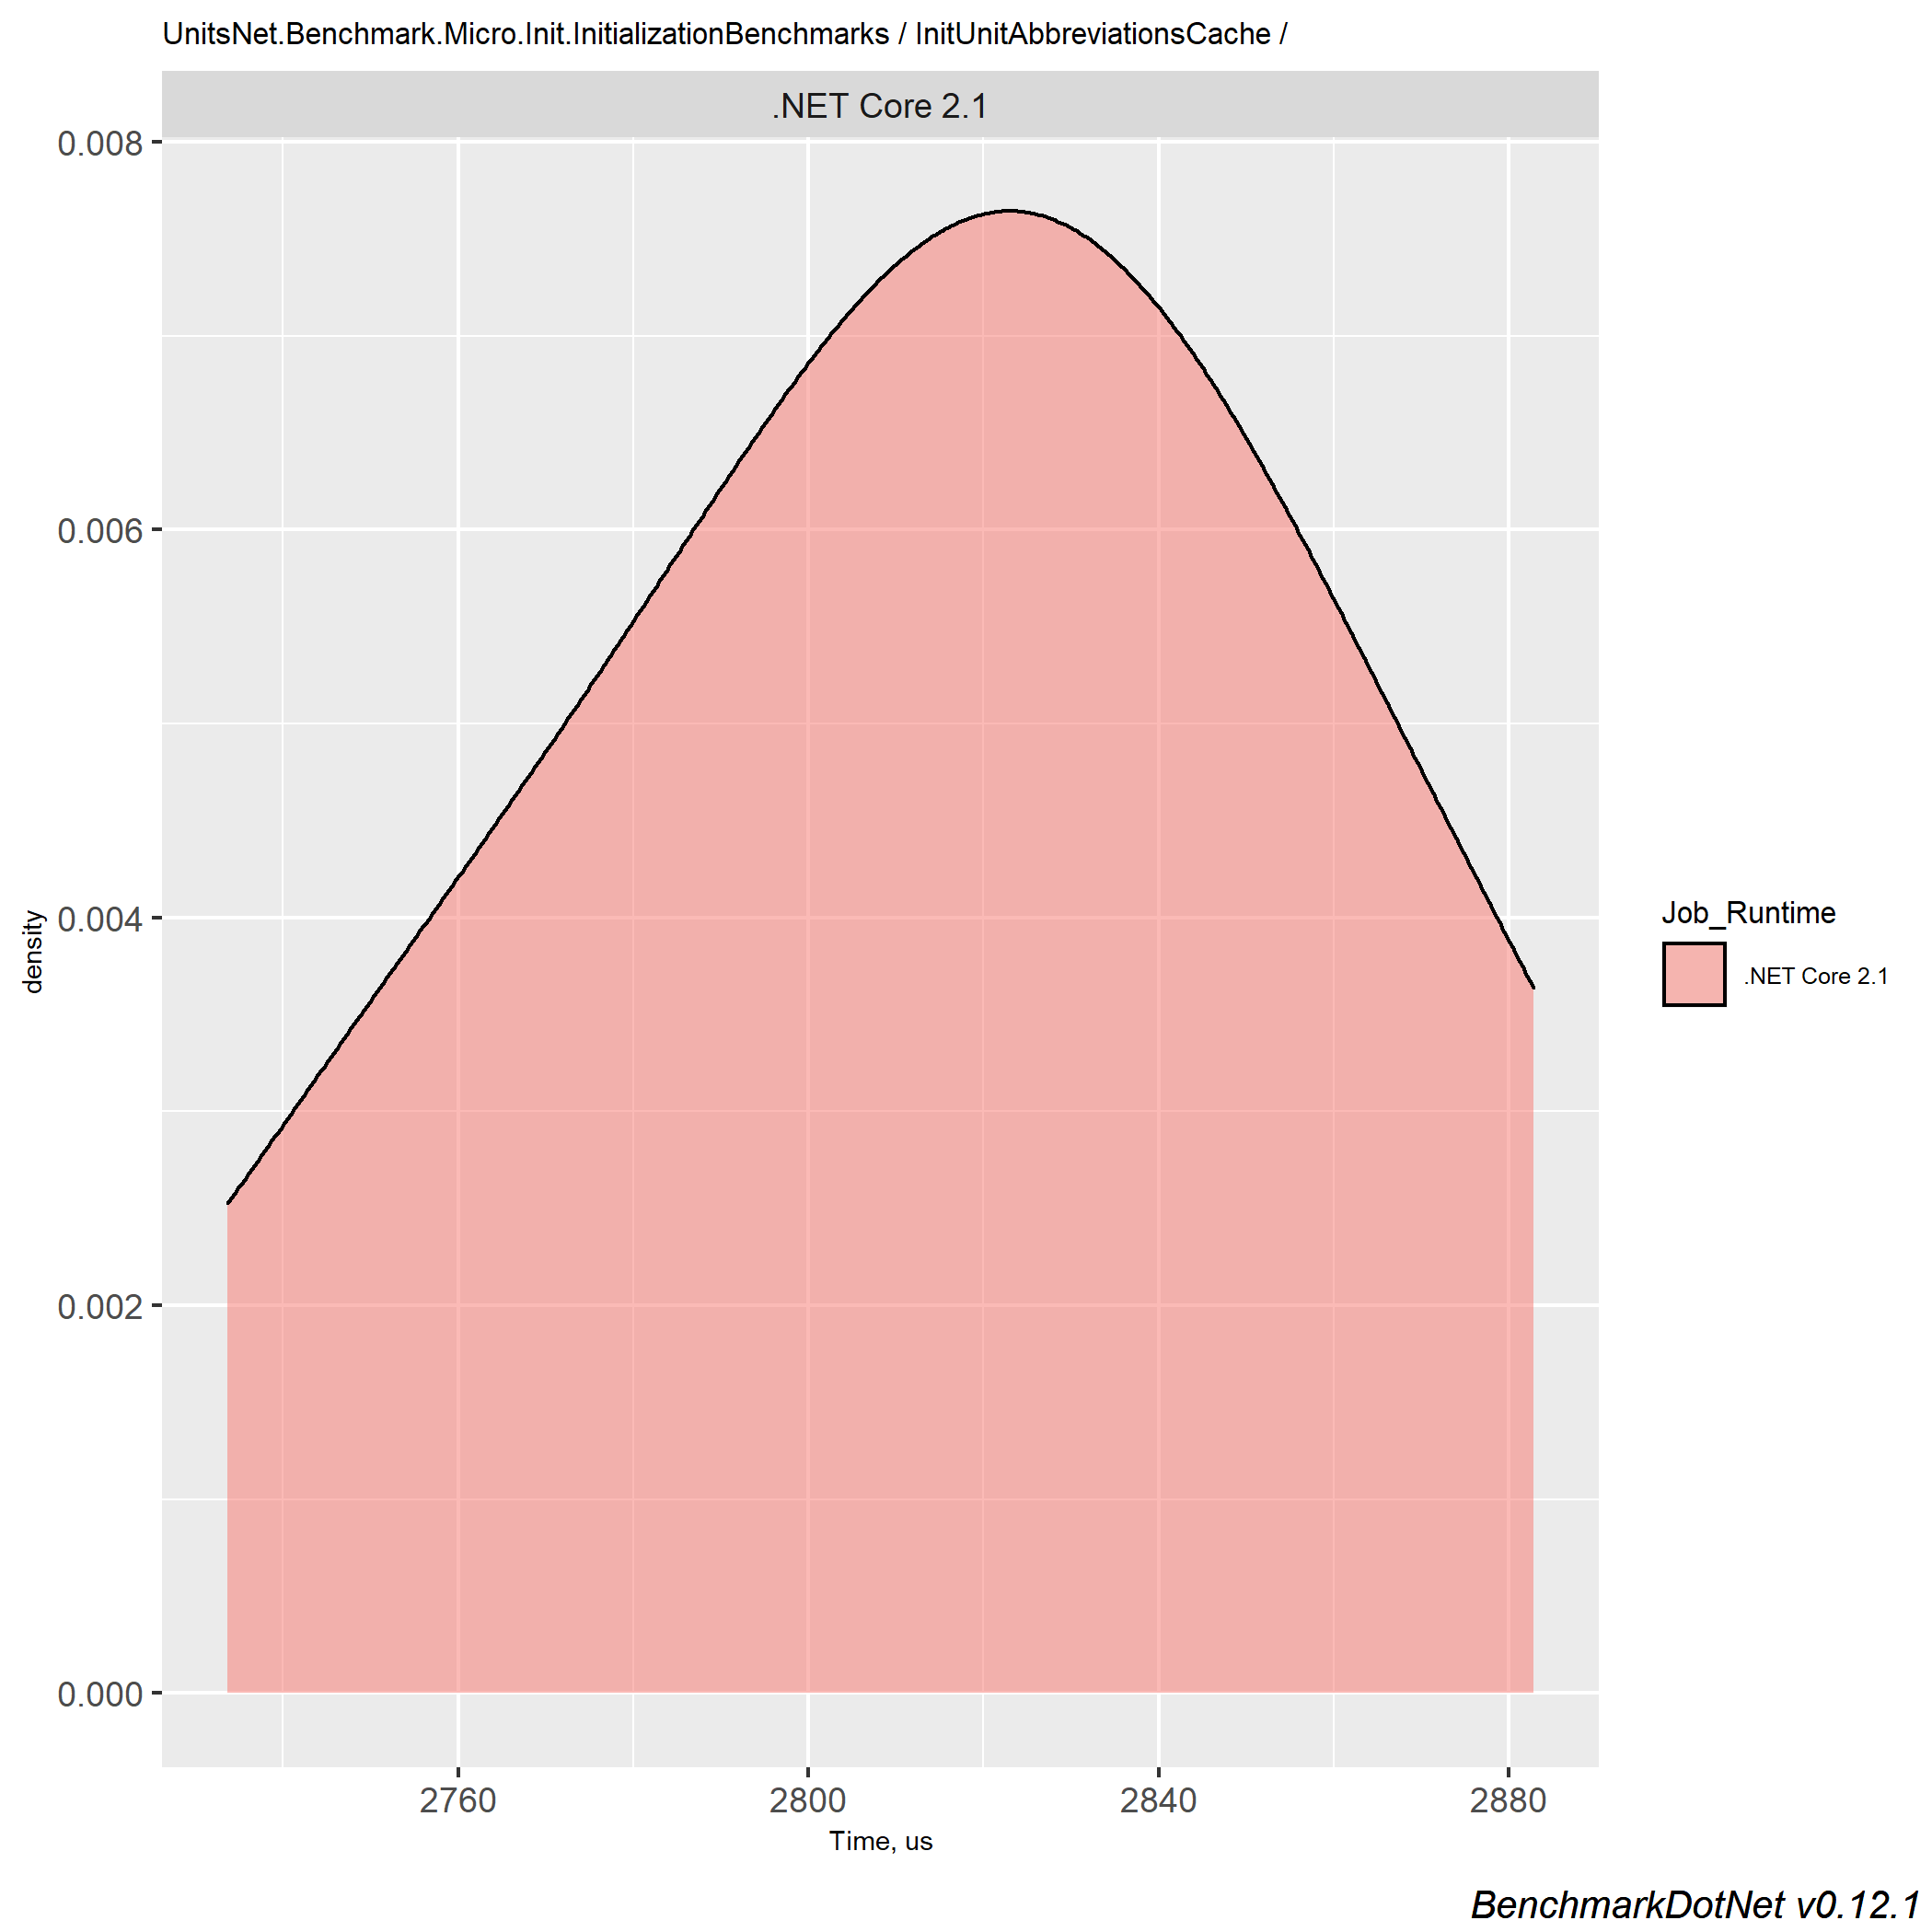 UnitsNet.Benchmark.Micro.Init.InitializationBenchmarks / InitUnitAbbreviationsCache /
.NET Core 2.1
0.008
0.006
0.004
0.002
0.000
density
2760 2800 2840 2880
Time, us
Job_Runtime
.NET Core 2.1
BenchmarkDotNet v0.12.1